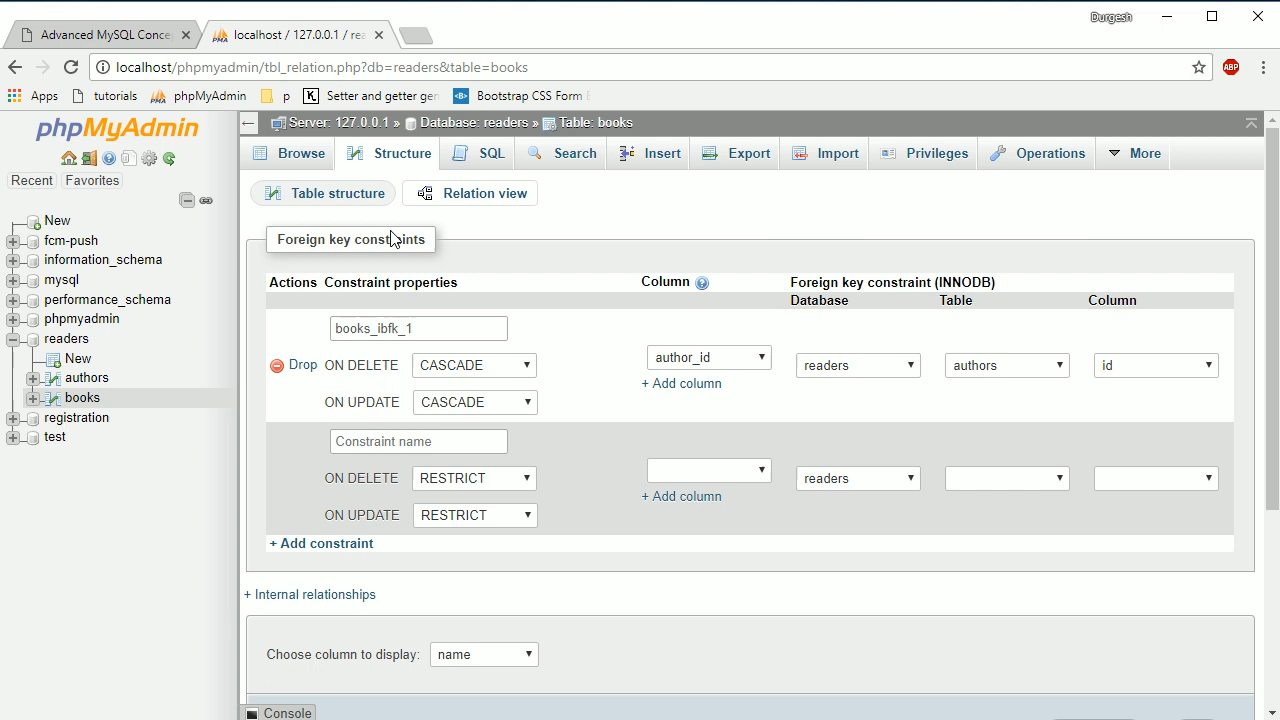 Durgesh
Advanced MySQL Conce
localhost / 127.0.0.1 / rea
localhost/phpmyadmin/tbl_relation.php?db=readers&table=books
ABP
Apps tutorials phpMyAdmin p K Setter and getter gen <B> Bootstrap CSS Form E
phpMyAdmin
Recent Favorites
New
fcm-push
information_schema
mysql
performance_schema
phpmyadmin
readers
New
authors
books
registration
test
Server: 127.0.0.1 » Database: readers » Table: books
Browse Structure SQL Search Insert Export Import Privileges Operations More
Table structure Relation view
Foreign key constraints
Actions Constraint properties Column Foreign key constraint (INNODB)
Database Table Column
books_ibfk_1
Drop ON DELETE CASCADE author_id readers authors id
+ Add column
ON UPDATE CASCADE
Constraint name
ON DELETE RESTRICT readers
+ Add column
ON UPDATE RESTRICT
+ Add constraint
+ Internal relationships
Choose column to display: name
Console